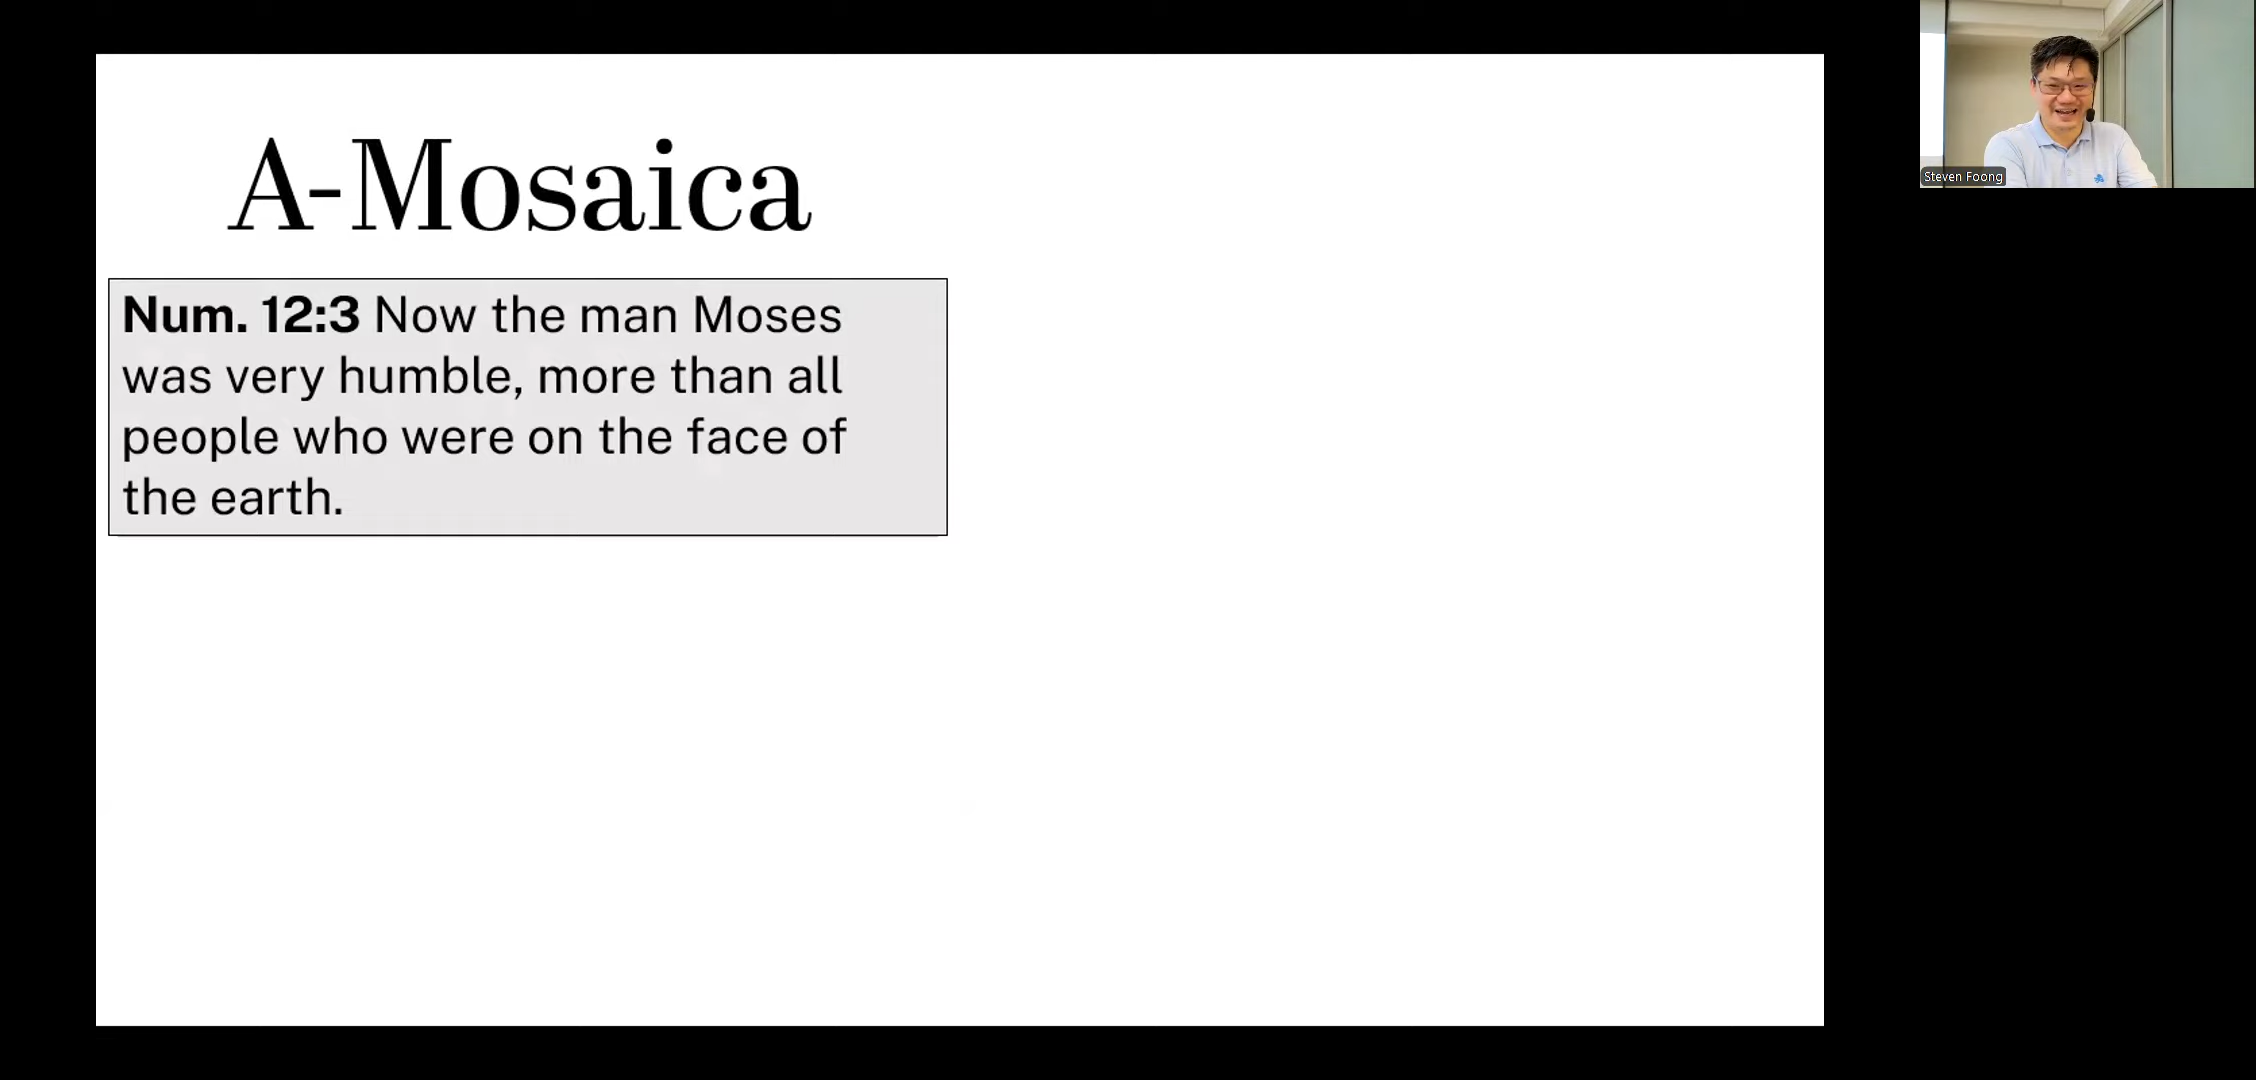 A-Mosaica
Num. 12:3 Now the man Moses
was very humble, more than all
people who were on the face of
the earth.
Steven Foong